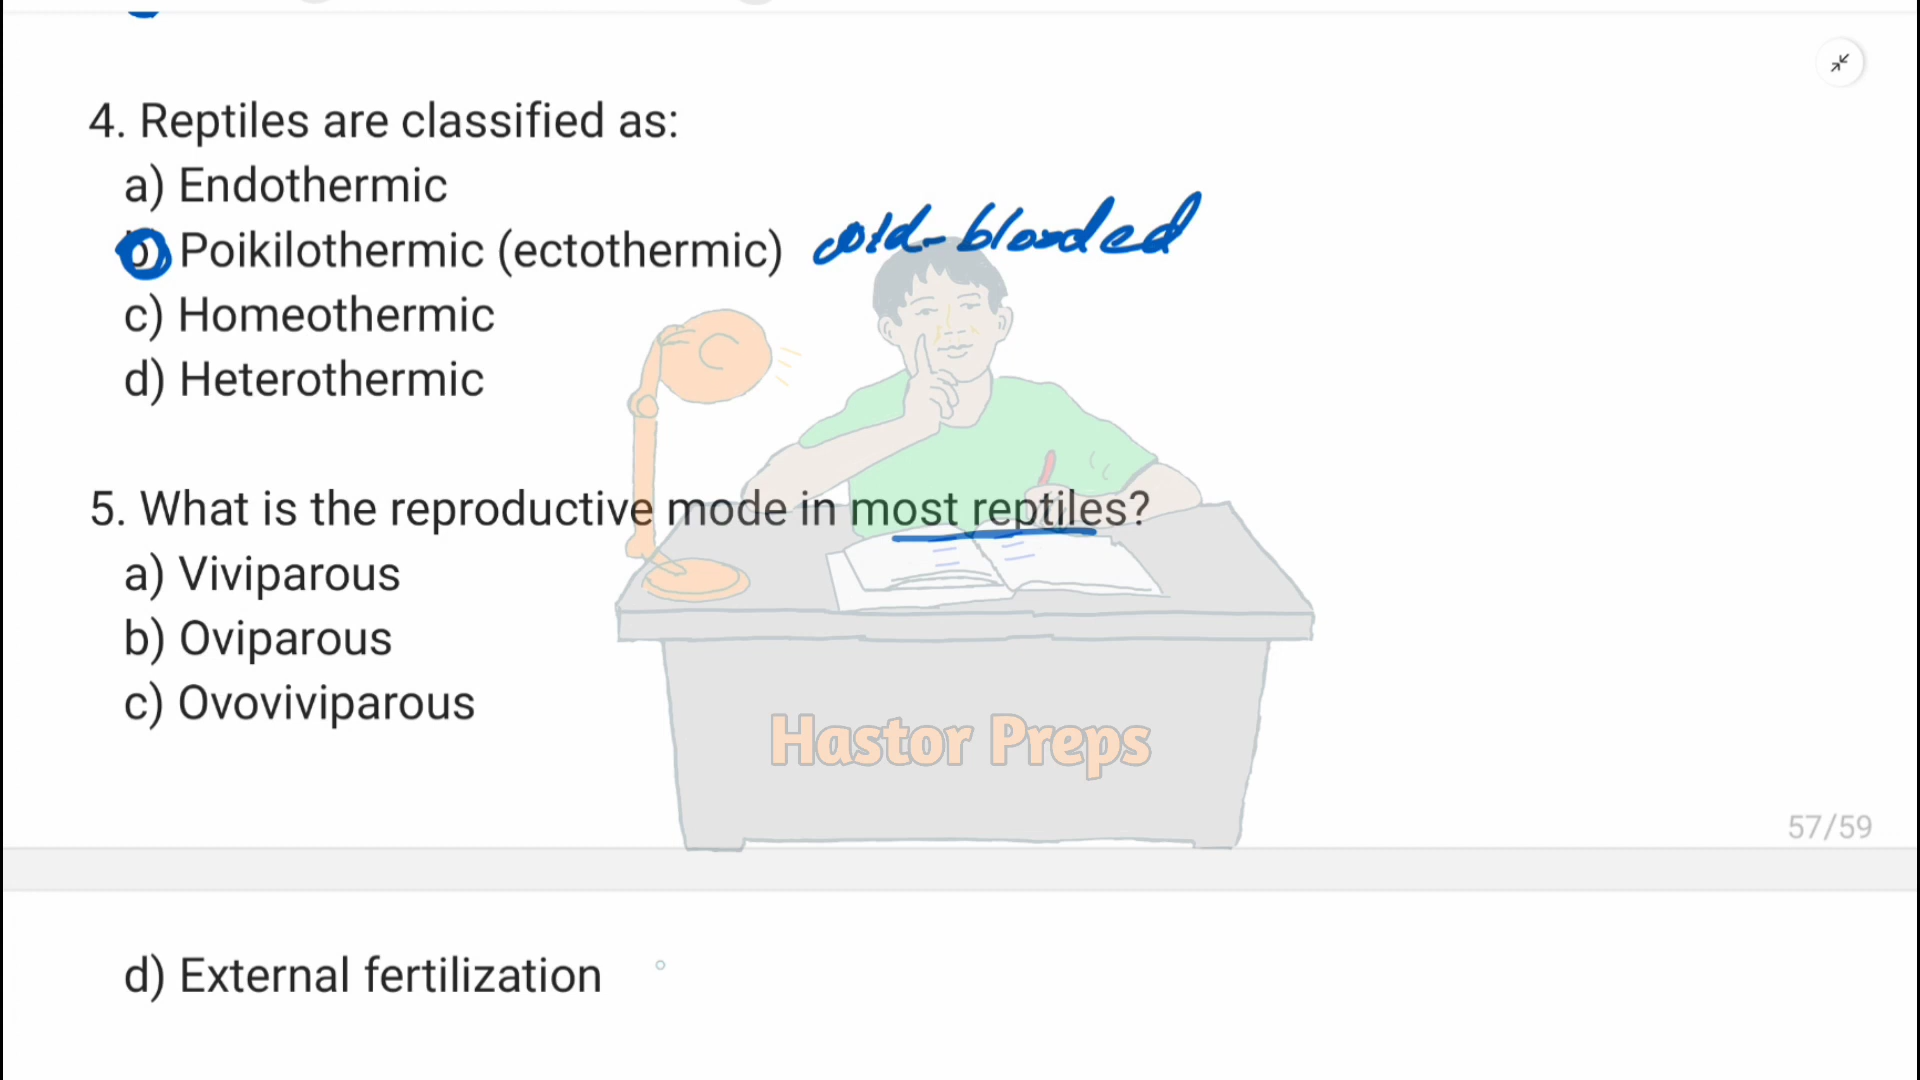 4. Reptiles are classified as:
a) Endothermic
b) Poikilothermic (ectothermic) cold-blooded
c) Homeothermic
d) Heterothermic
5. What is the reproductive mode in most reptiles?
a) Viviparous
b) Oviparous
c) Ovoviviparous
Hastor Preps
57/59
d) External fertilization